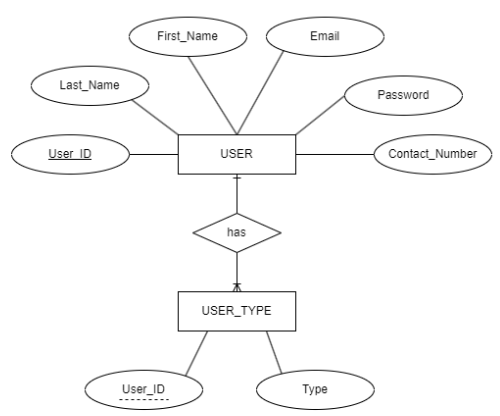 First_Name
Email
Last_Name
Password
User_ID
USER
Contact_Number
has
USER_TYPE
User_ID
Type